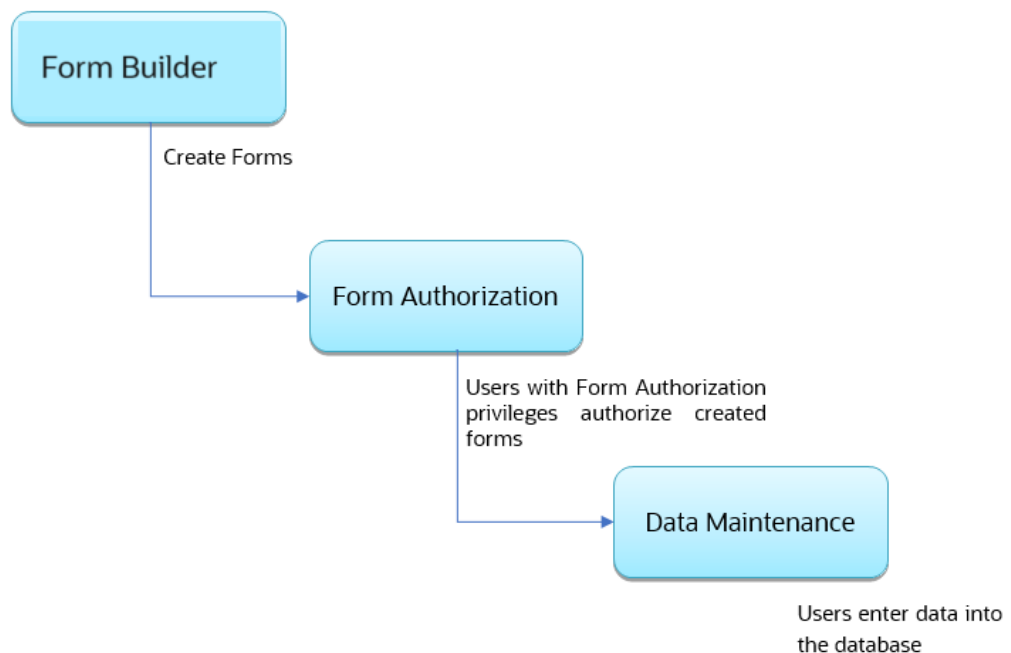 Form Builder
Create Forms
Form Authorization
Users with Form Authorization
privileges authorize created
forms
Data Maintenance
Users enter data into
the database